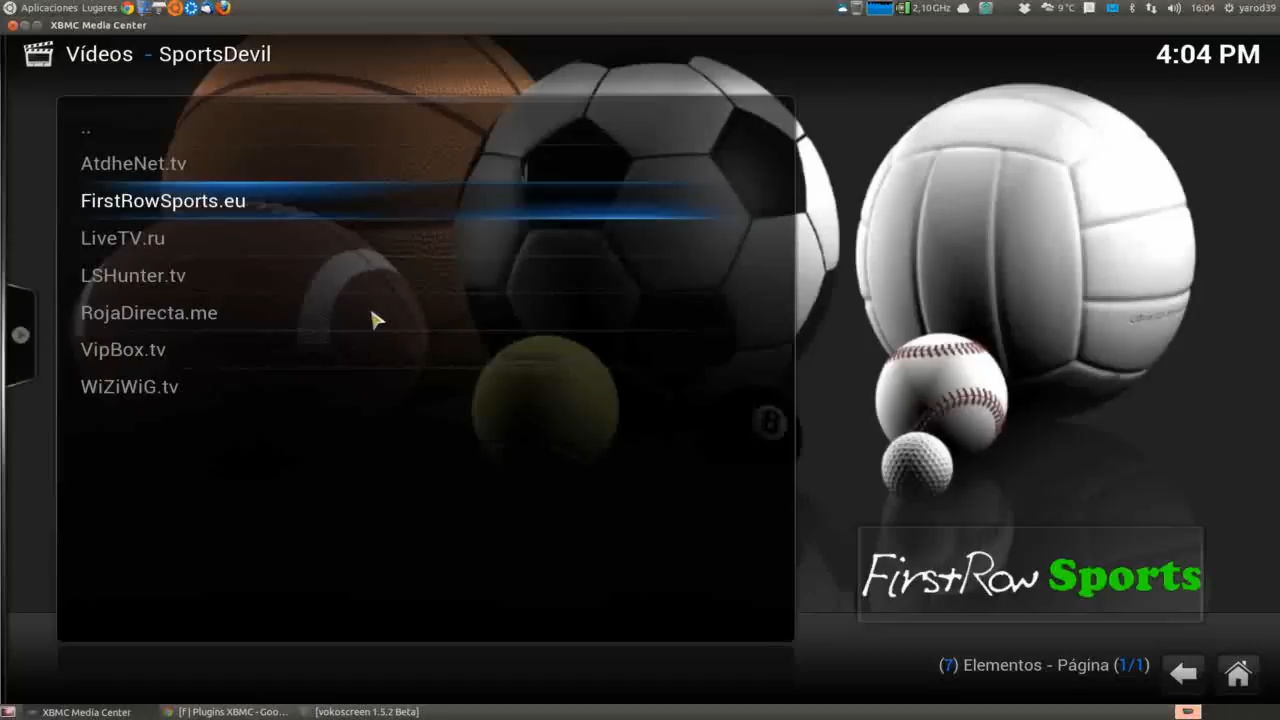 Aplicaciones Lugares 2,10GHz 9°C 16:04 yarod39
XBMC Media Center
Vídeos - SportsDevil 4:04 PM
..
AtdheNet.tv
FirstRowSports.eu
LiveTV.ru
LSHunter.tv
RojaDirecta.me
VipBox.tv
WiZiWiG.tv
8
FirstRow Sports
(7) Elementos - Página (1/1)
XBMC Media Center [f | Plugins XBMC - Goo... [vokoscreen 1.5.2 Beta]